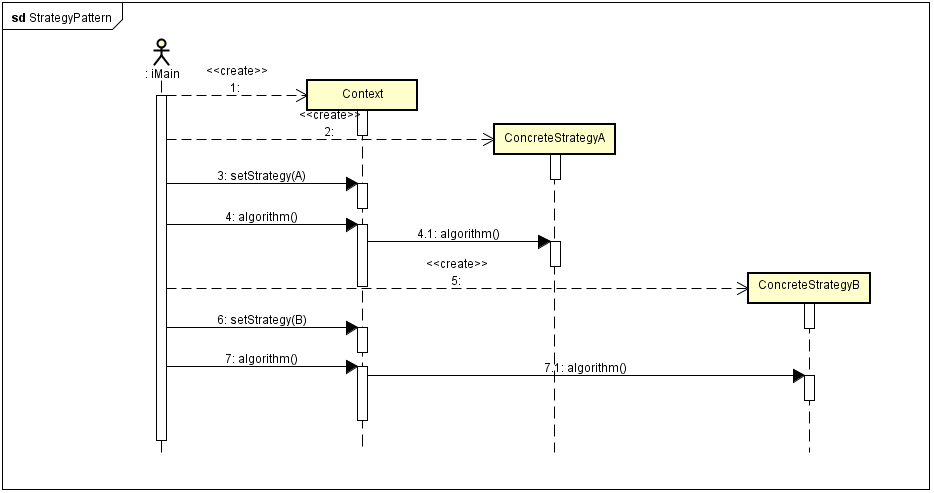 sd StrategyPattern
: iMain
<<create>>
1:
Context
<<create>>
2:
ConcreteStrategyA
3: setStrategy(A)
4: algorithm()
4.1: algorithm()
<<create>>
5:
ConcreteStrategyB
6: setStrategy(B)
7: algorithm()
7.1: algorithm()